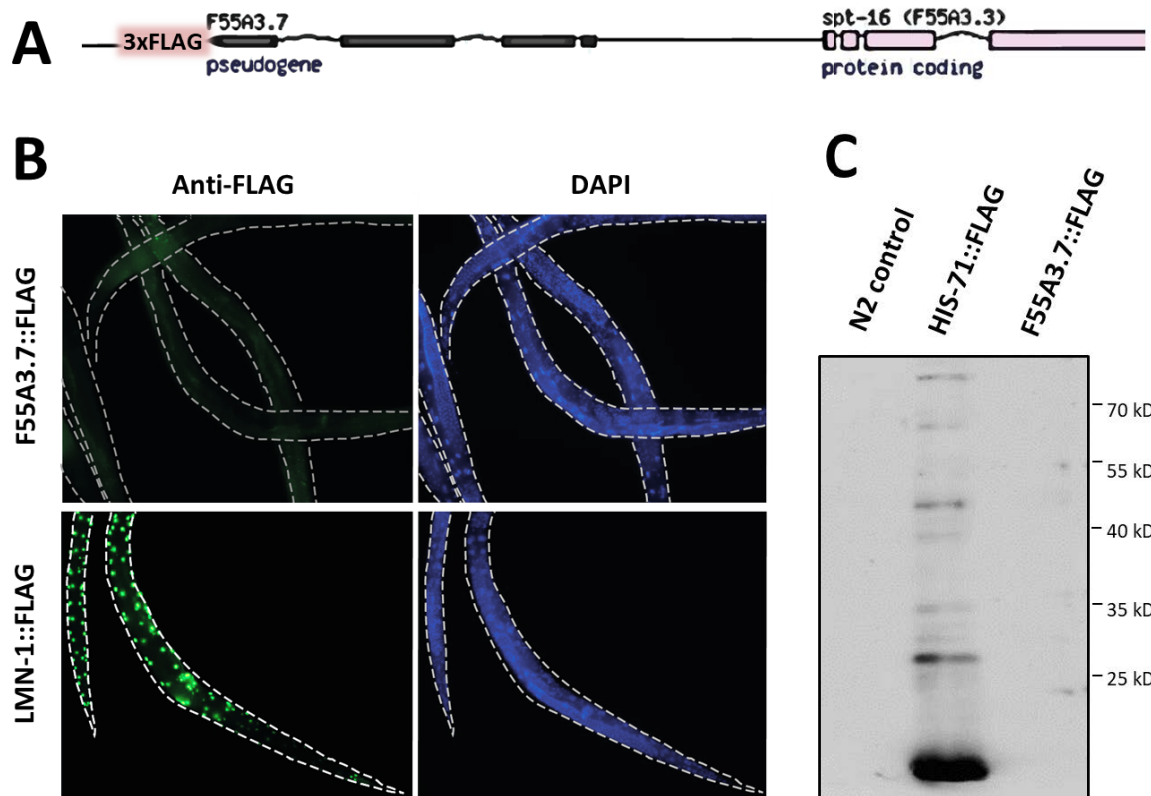 A
3xFLAG
F55A3.7
pseudogene
spt-16 (F55A3.3)
protein coding
B
Anti-FLAG
DAPI
F55A3.7::FLAG
LMN-1::FLAG
C
N2 control
HIS-71::FLAG
F55A3.7::FLAG
70 kD
55 kD
40 kD
35 kD
25 kD